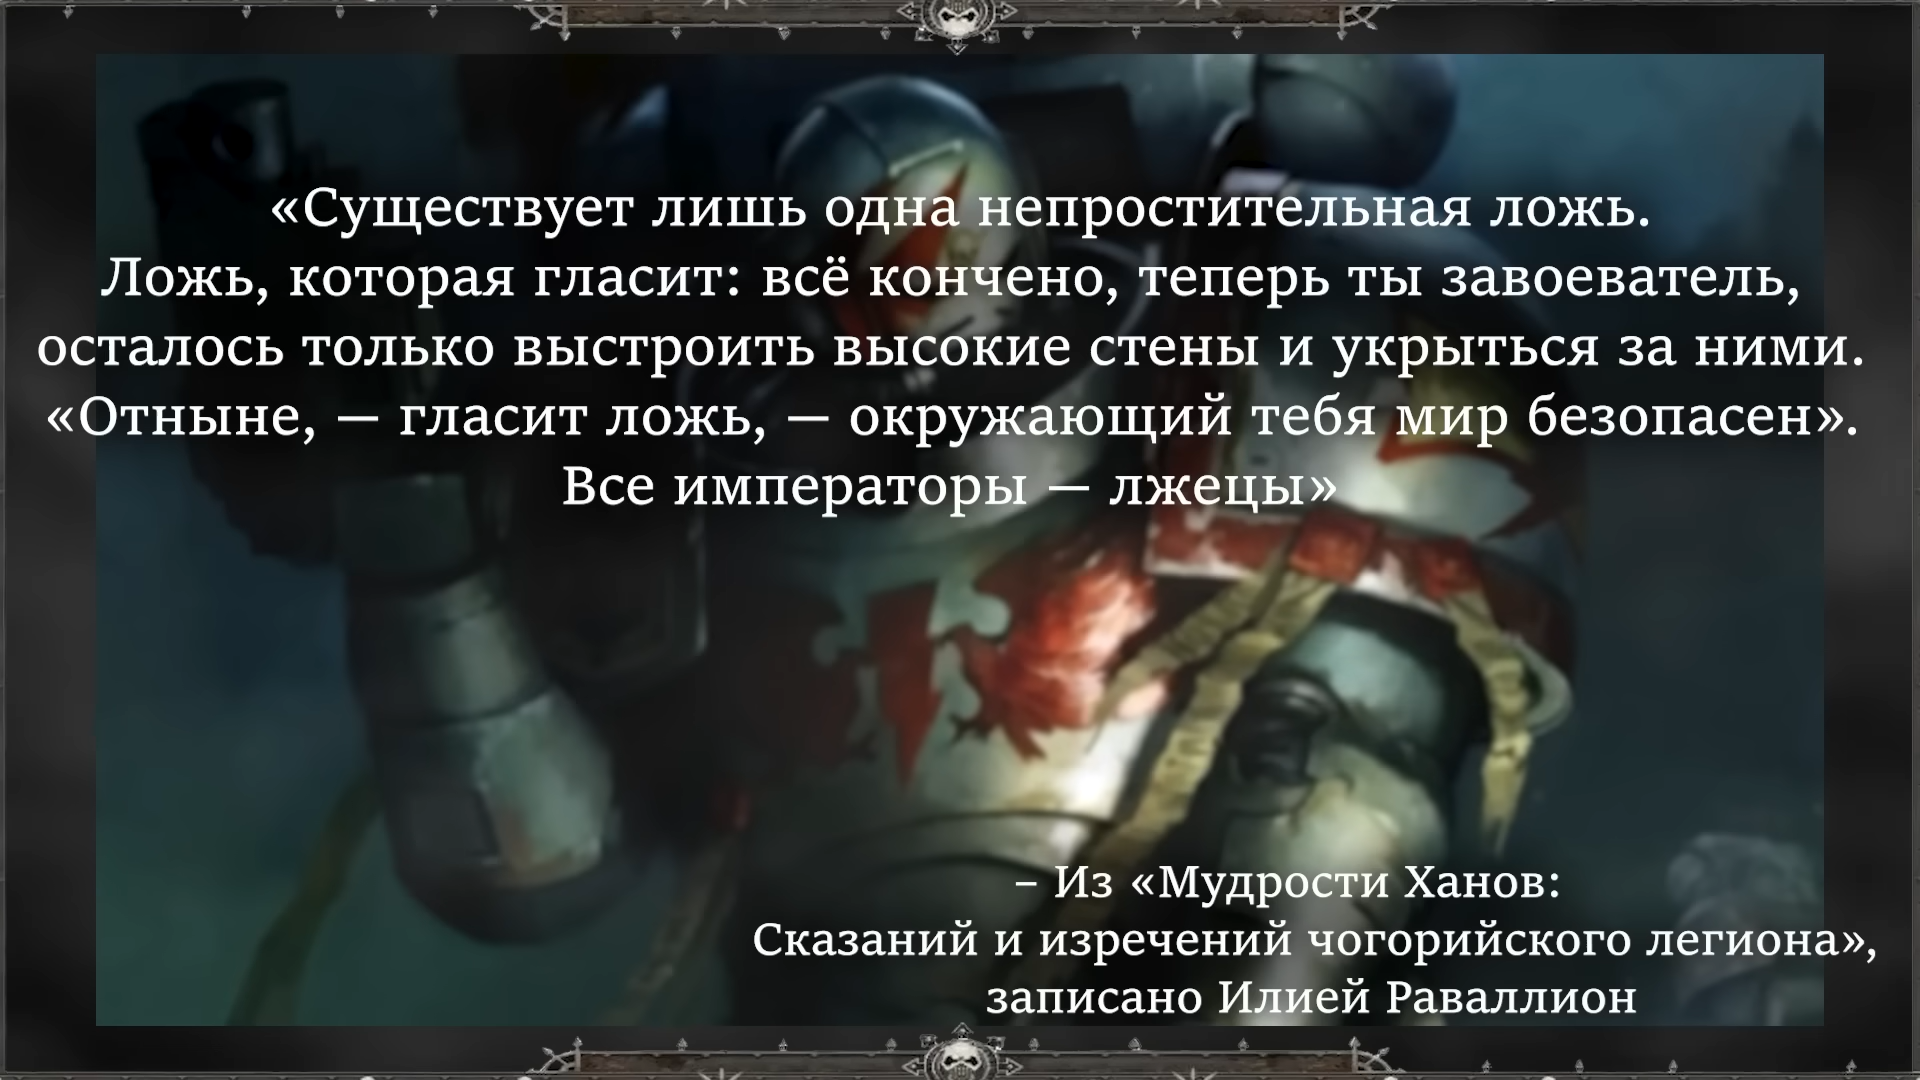 «Существует лишь одна непростительная ложь.
Ложь, которая гласит: всё кончено, теперь ты завоеватель,
осталось только выстроить высокие стены и укрыться за ними.
«Отныне, — гласит ложь, — окружающий тебя мир безопасен».
Все императоры — лжецы»
– Из «Мудрости Ханов:
Сказаний и изречений чогорийского легиона»,
записано Илией Раваллион